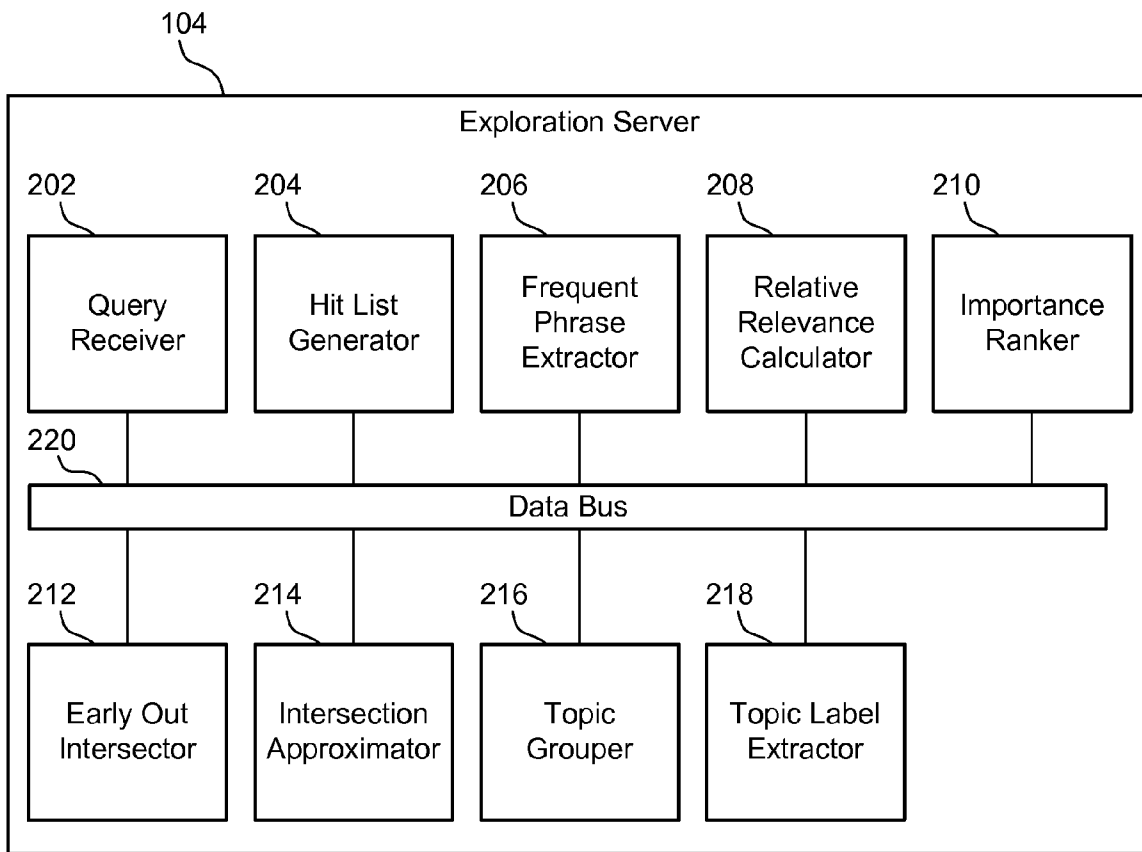 104
Exploration Server
202
204
206
208
210
Query
Receiver
Hit List
Generator
Frequent
Phrase
Extractor
Relative
Relevance
Calculator
Importance
Ranker
220
Data Bus
212
214
216
218
Early Out
Intersector
Intersection
Approximator
Topic
Grouper
Topic Label
Extractor